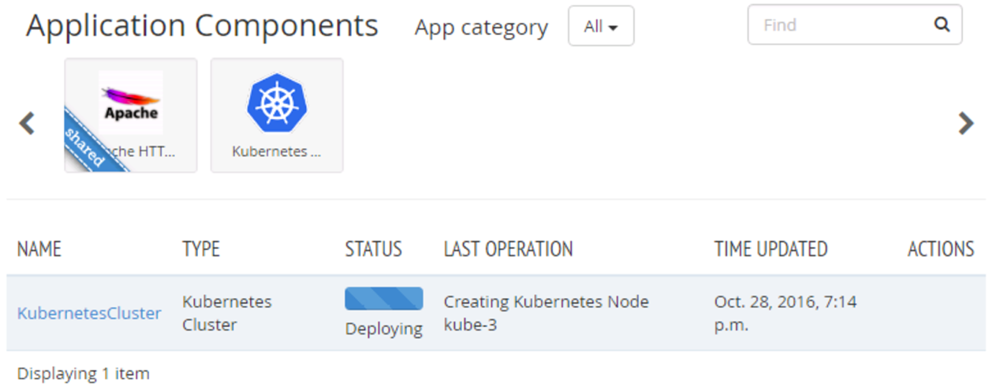 Application Components App category All Find
Apache
shared
che HTT...
Kubernetes ...
NAME TYPE STATUS LAST OPERATION TIME UPDATED ACTIONS
KubernetesCluster Kubernetes Cluster Deploying Creating Kubernetes Node kube-3 Oct. 28, 2016, 7:14 p.m.
Displaying 1 item